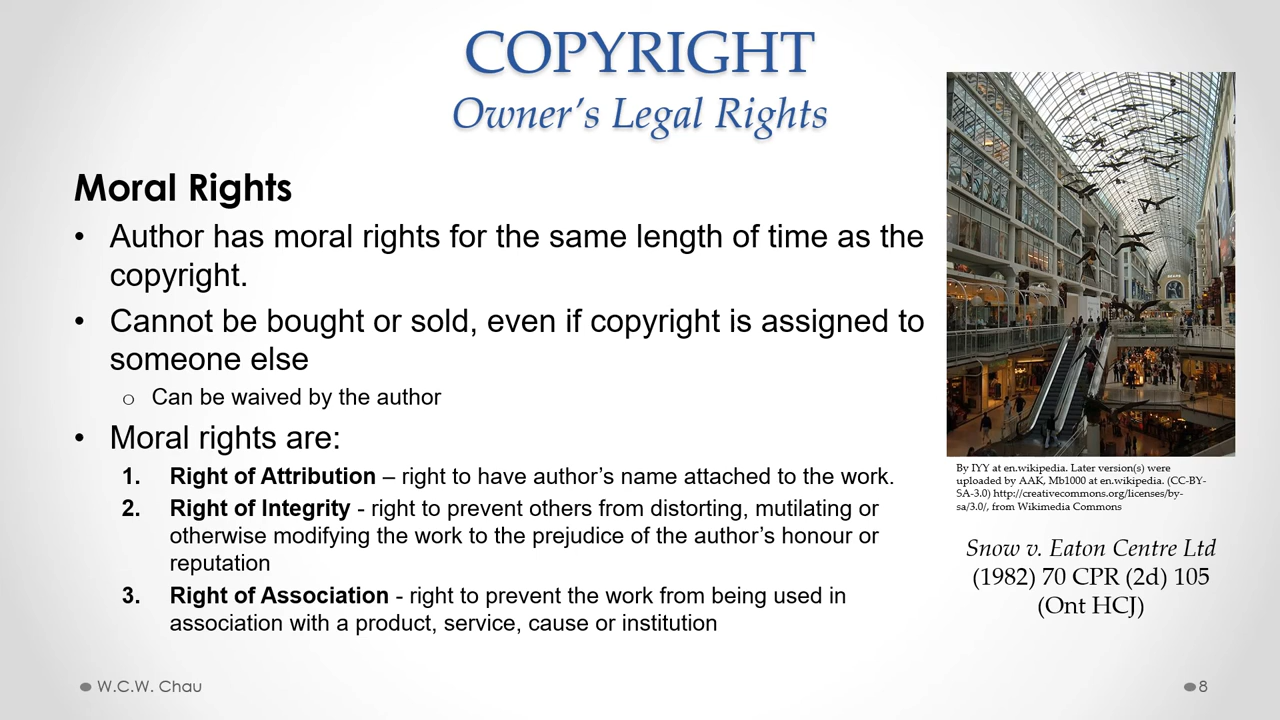 COPYRIGHT
Owner’s Legal Rights
Moral Rights
• Author has moral rights for the same length of time as the
copyright.
• Cannot be bought or sold, even if copyright is assigned to
someone else
o Can be waived by the author
• Moral rights are:
1. Right of Attribution – right to have author’s name attached to the work.
2. Right of Integrity - right to prevent others from distorting, mutilating or
otherwise modifying the work to the prejudice of the author’s honour or
reputation
3. Right of Association - right to prevent the work from being used in
association with a product, service, cause or institution
By IYY at en.wikipedia. Later version(s) were
uploaded by AAK, Mb1000 at en.wikipedia. (CC-BY-
SA-3.0) http://creativecommons.org/licenses/by-
sa/3.0/, from Wikimedia Commons
Snow v. Eaton Centre Ltd
(1982) 70 CPR (2d) 105
(Ont HCJ)
W.C.W. Chau
8